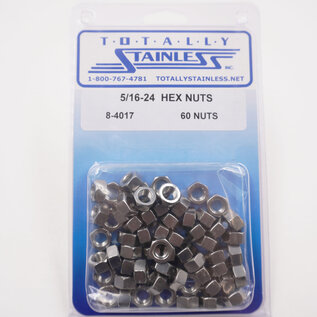 TOTALLY
STAINLESS INC.
1-800-767-4781 TOTALLYSTAINLESS.NET
5/16-24 HEX NUTS
8-4017 60 NUTS